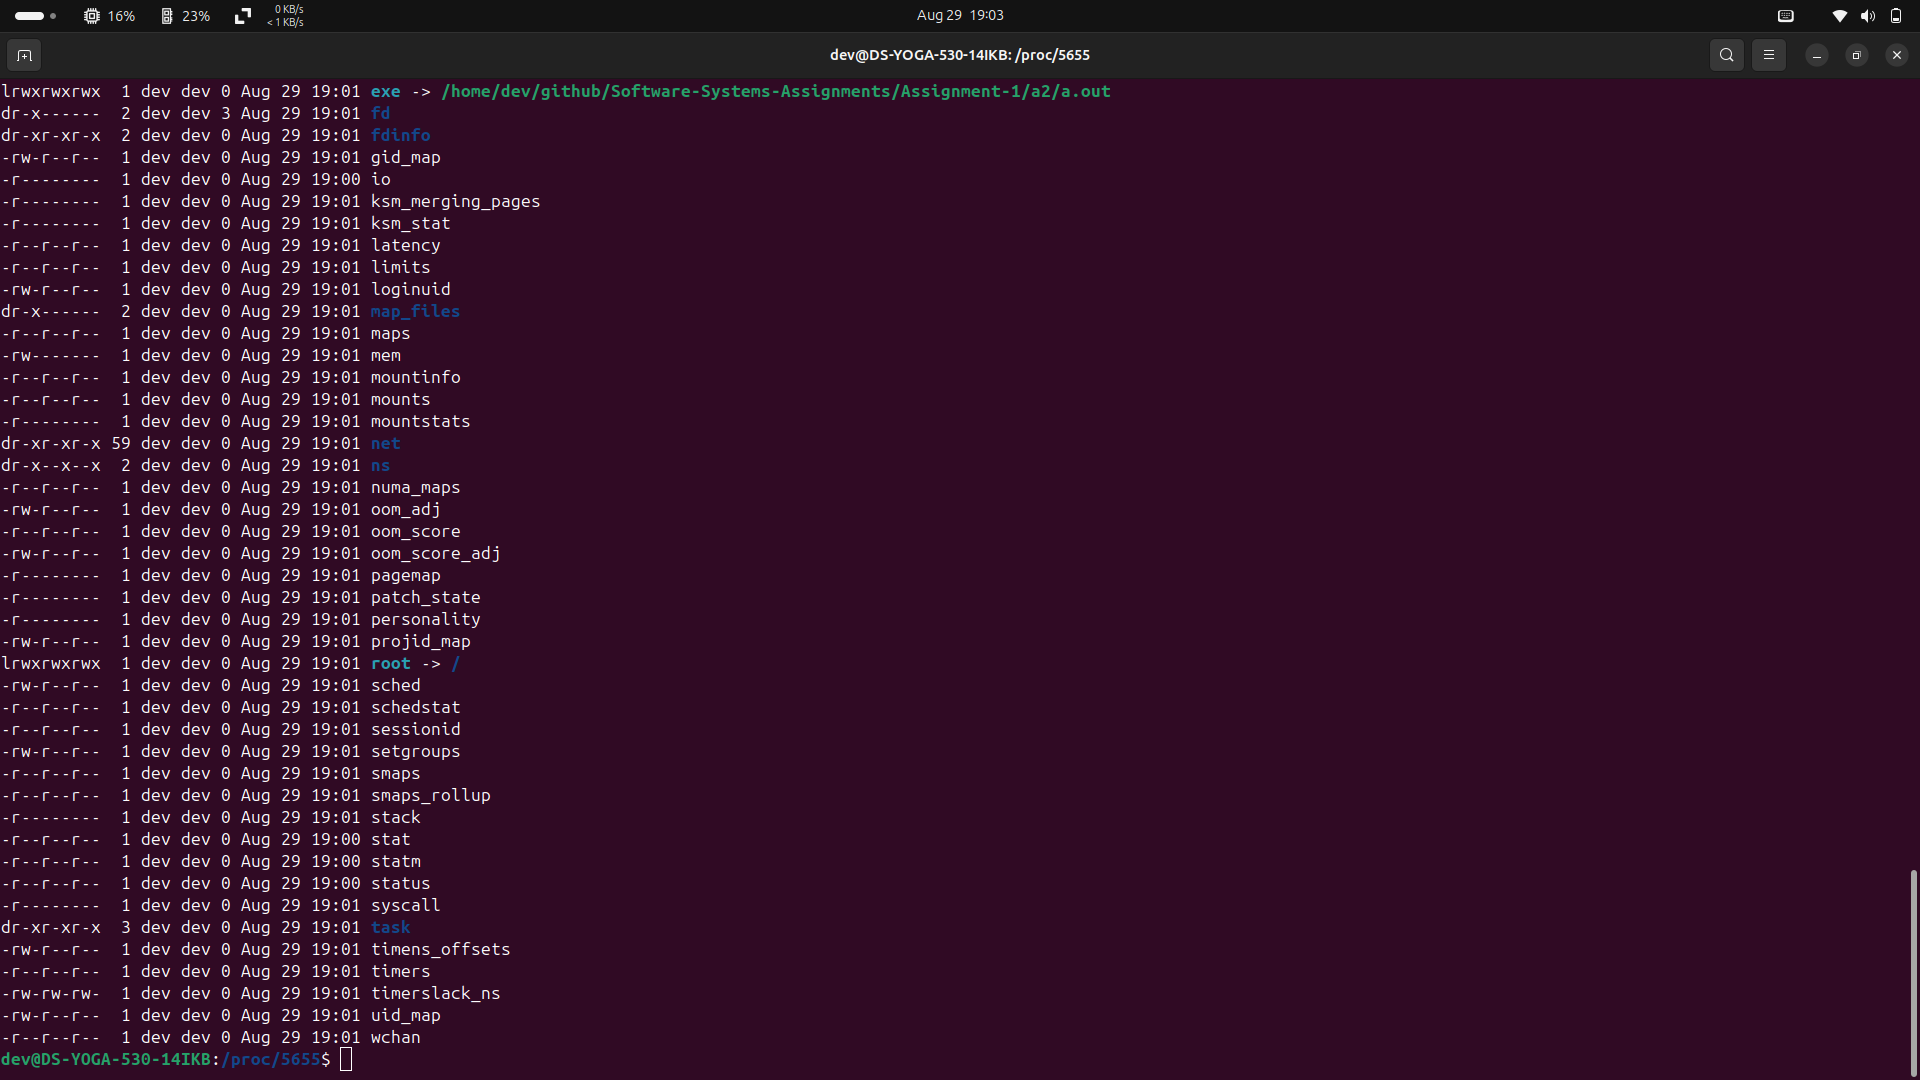 16% 23% 0 KB/s
< 1 KB/s
Aug 29 19:03
dev@DS-YOGA-530-14IKB: /proc/5655
lrwxrwxrwx  1 dev dev 0 Aug 29 19:01 exe -> /home/dev/github/Software-Systems-Assignments/Assignment-1/a2/a.out
dr-x------  2 dev dev 3 Aug 29 19:01 fd
dr-xr-xr-x  2 dev dev 0 Aug 29 19:01 fdinfo
-rw-r--r--  1 dev dev 0 Aug 29 19:01 gid_map
-r--------  1 dev dev 0 Aug 29 19:00 io
-r--------  1 dev dev 0 Aug 29 19:01 ksm_merging_pages
-r--------  1 dev dev 0 Aug 29 19:01 ksm_stat
-r--r--r--  1 dev dev 0 Aug 29 19:01 latency
-r--r--r--  1 dev dev 0 Aug 29 19:01 limits
-rw-r--r--  1 dev dev 0 Aug 29 19:01 loginuid
dr-x------  2 dev dev 0 Aug 29 19:01 map_files
-r--r--r--  1 dev dev 0 Aug 29 19:01 maps
-rw-------  1 dev dev 0 Aug 29 19:01 mem
-r--r--r--  1 dev dev 0 Aug 29 19:01 mountinfo
-r--r--r--  1 dev dev 0 Aug 29 19:01 mounts
-r--------  1 dev dev 0 Aug 29 19:01 mountstats
dr-xr-xr-x 59 dev dev 0 Aug 29 19:01 net
dr-x--x--x  2 dev dev 0 Aug 29 19:01 ns
-r--r--r--  1 dev dev 0 Aug 29 19:01 numa_maps
-rw-r--r--  1 dev dev 0 Aug 29 19:01 oom_adj
-r--r--r--  1 dev dev 0 Aug 29 19:01 oom_score
-rw-r--r--  1 dev dev 0 Aug 29 19:01 oom_score_adj
-r--------  1 dev dev 0 Aug 29 19:01 pagemap
-r--------  1 dev dev 0 Aug 29 19:01 patch_state
-r--------  1 dev dev 0 Aug 29 19:01 personality
-rw-r--r--  1 dev dev 0 Aug 29 19:01 projid_map
lrwxrwxrwx  1 dev dev 0 Aug 29 19:01 root -> /
-rw-r--r--  1 dev dev 0 Aug 29 19:01 sched
-r--r--r--  1 dev dev 0 Aug 29 19:01 schedstat
-r--r--r--  1 dev dev 0 Aug 29 19:01 sessionid
-rw-r--r--  1 dev dev 0 Aug 29 19:01 setgroups
-r--r--r--  1 dev dev 0 Aug 29 19:01 smaps
-r--r--r--  1 dev dev 0 Aug 29 19:01 smaps_rollup
-r--------  1 dev dev 0 Aug 29 19:01 stack
-r--r--r--  1 dev dev 0 Aug 29 19:00 stat
-r--r--r--  1 dev dev 0 Aug 29 19:00 statm
-r--r--r--  1 dev dev 0 Aug 29 19:00 status
-r--------  1 dev dev 0 Aug 29 19:01 syscall
dr-xr-xr-x  3 dev dev 0 Aug 29 19:01 task
-rw-r--r--  1 dev dev 0 Aug 29 19:01 timens_offsets
-r--r--r--  1 dev dev 0 Aug 29 19:01 timers
-rw-rw-rw-  1 dev dev 0 Aug 29 19:01 timerslack_ns
-rw-r--r--  1 dev dev 0 Aug 29 19:01 uid_map
-r--r--r--  1 dev dev 0 Aug 29 19:01 wchan
dev@DS-YOGA-530-14IKB:/proc/5655$